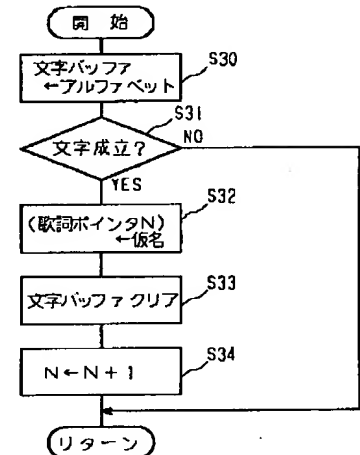 開始
文字バッファ
←アルファベット
S30
文字成立?
S31
NO
YES
(歌詞ポインタN)
←仮名
S32
文字バッファクリア
S33
N←N+1
S34
リターン